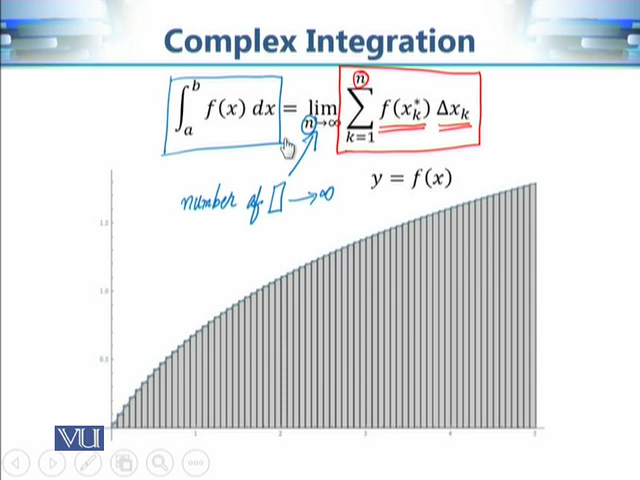 Complex Integration
∫_a^b f(x) dx = lim_{n→∞} ∑_{k=1}^n f(x_k^*) Δx_k
number of ▯ → ∞
y = f(x)
1.5
1.0
0.5
1 2 3 4 5
VU